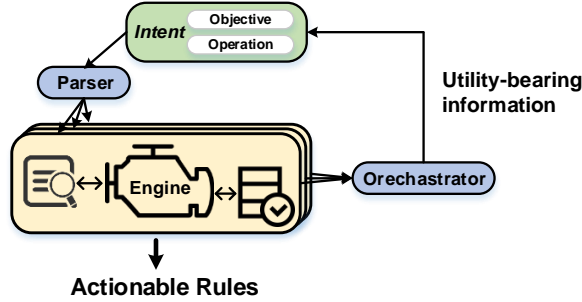 Intent
Objective
Operation
Parser
Utility-bearing
information
Engine
Orechastrator
Actionable Rules